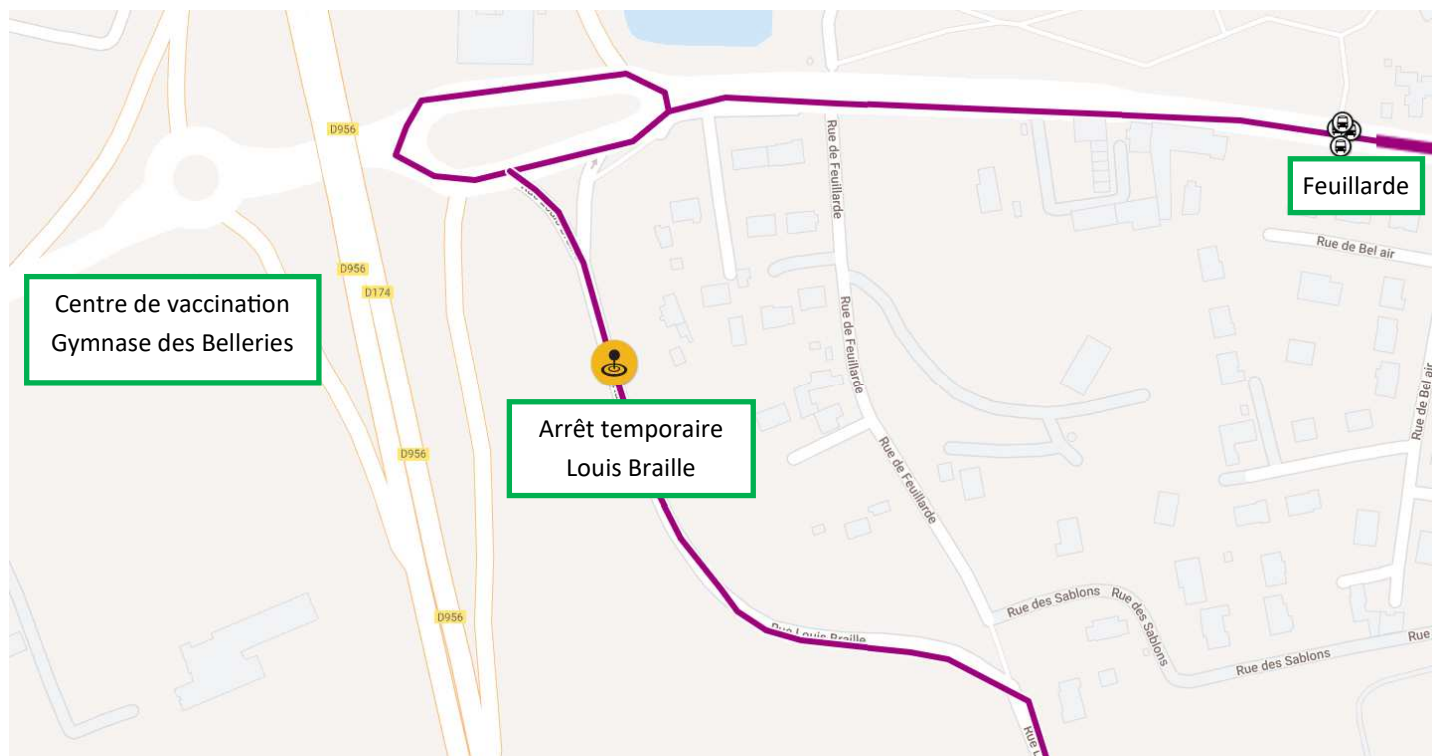 D956
Rue de Feuillarde
Feuillarde
Rue de Bel air
D956
D174
Centre de vaccination
Gymnase des Belleries
Rue de Feuillarde
Arrêt temporaire
Louis Braille
Rue de Bel air
D956
Rue de Feuillarde
D956
Rue des Sablons
Rue des Sablons
Rue Louis Braille
Rue des Sablons
Rue
Rue